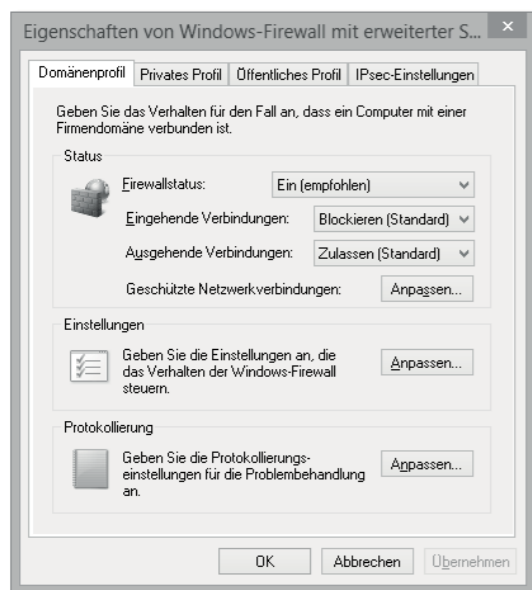 Eigenschaften von Windows-Firewall mit erweiterter S...
Domänenprofil Privates Profil Öffentliches Profil IPsec-Einstellungen
Geben Sie das Verhalten für den Fall an, dass ein Computer mit einer
Firmendomäne verbunden ist.
Status
Firewallstatus: Ein (empfohlen)
Eingehende Verbindungen: Blockieren (Standard)
Ausgehende Verbindungen: Zulassen (Standard)
Geschützte Netzwerkverbindungen: Anpassen...
Einstellungen
Geben Sie die Einstellungen an, die
das Verhalten der Windows-Firewall
steuern.
Anpassen...
Protokollierung
Geben Sie die Protokollierungs-
einstellungen für die Problembehandlung
an.
Anpassen...
OK Abbrechen Übernehmen